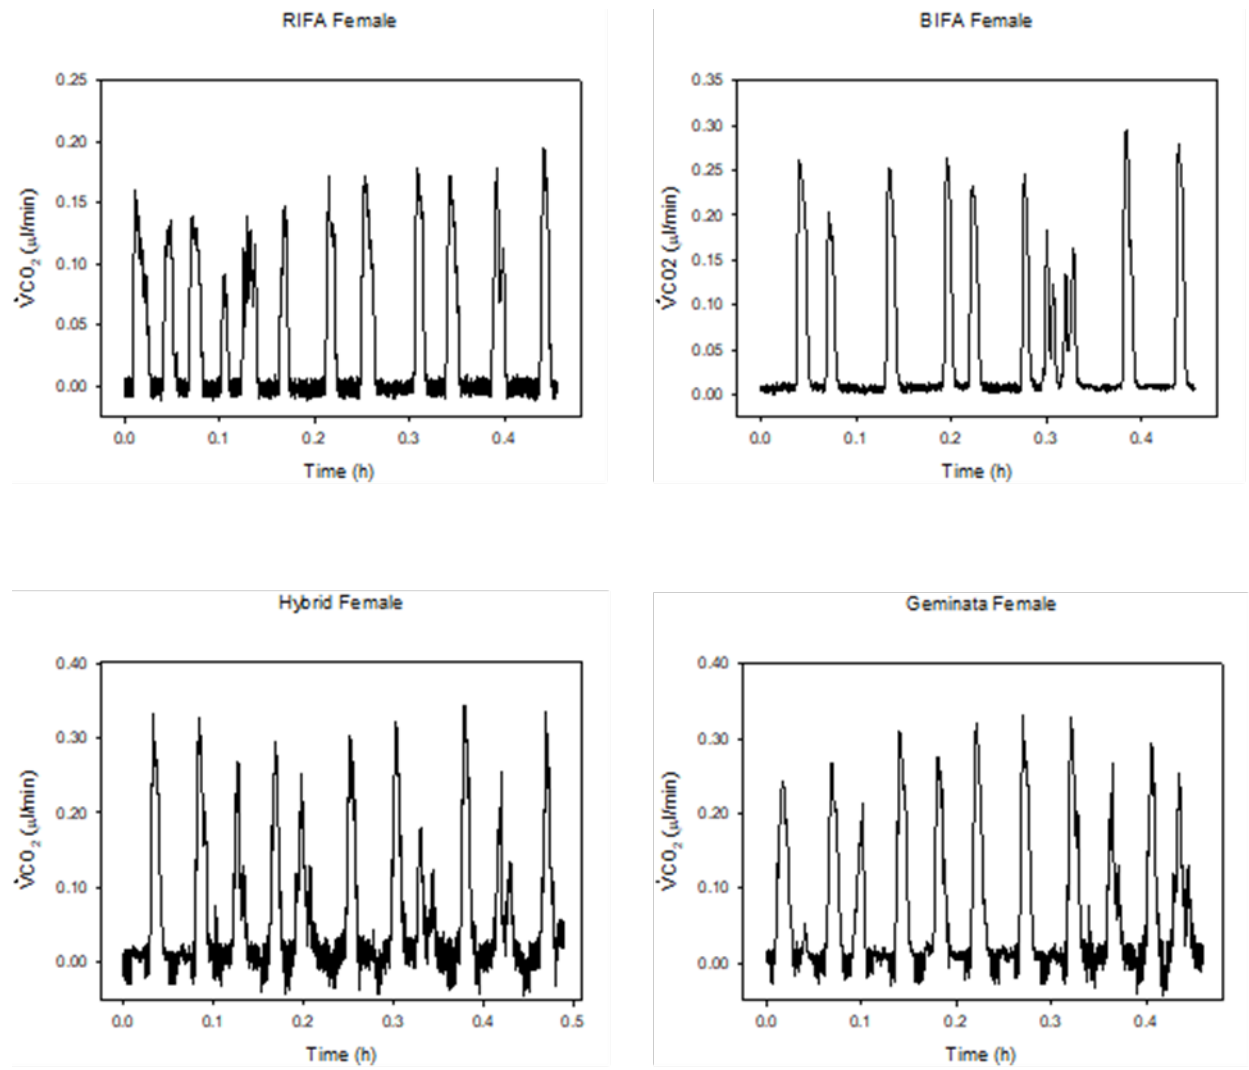 RIFA Female
0.25
0.20
0.15
0.10
0.05
0.00
V̇CO₂ (µl/min)
0.0 0.1 0.2 0.3 0.4
Time (h)
BIFA Female
0.35
0.30
0.25
0.20
0.15
0.10
0.05
0.00
V̇CO2 (µl/min)
0.0 0.1 0.2 0.3 0.4
Time (h)
Hybrid Female
0.40
0.30
0.20
0.10
0.00
V̇CO₂ (µl/min)
0.0 0.1 0.2 0.3 0.4 0.5
Time (h)
Geminata Female
0.40
0.30
0.20
0.10
0.00
V̇CO₂ (µl/min)
0.0 0.1 0.2 0.3 0.4
Time (h)